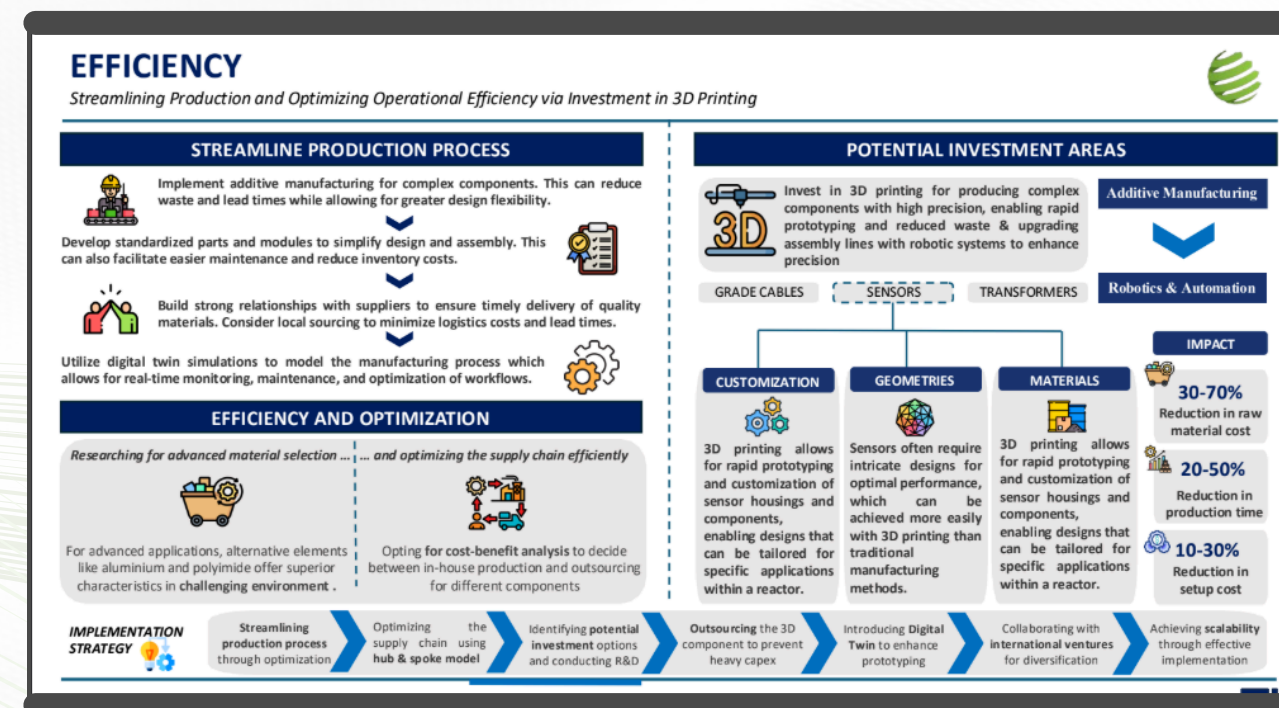 EFFICIENCY
Streamlining Production and Optimizing Operational Efficiency via Investment in 3D Printing
STREAMLINE PRODUCTION PROCESS
Implement additive manufacturing for complex components. This can reduce
waste and lead times while allowing for greater design flexibility.
Develop standardized parts and modules to simplify design and assembly. This
can also facilitate easier maintenance and reduce inventory costs.
Build strong relationships with suppliers to ensure timely delivery of quality
materials. Consider local sourcing to minimize logistics costs and lead times.
Utilize digital twin simulations to model the manufacturing process which
allows for real-time monitoring, maintenance, and optimization of workflows.
EFFICIENCY AND OPTIMIZATION
Researching for advanced material selection ...
... and optimizing the supply chain efficiently
For advanced applications, alternative elements
like aluminium and polyimide offer superior
characteristics in challenging environment .
Opting for cost-benefit analysis to decide
between in-house production and outsourcing
for different components
POTENTIAL INVESTMENT AREAS
3D
Invest in 3D printing for producing complex
components with high precision, enabling rapid
prototyping and reduced waste & upgrading
assembly lines with robotic systems to enhance
precision
Additive Manufacturing
Robotics & Automation
GRADE CABLES
SENSORS
TRANSFORMERS
CUSTOMIZATION
3D printing allows
for rapid prototyping
and customization of
sensor housings and
components,
enabling designs that
can be tailored for
specific applications
within a reactor.
GEOMETRIES
Sensors often require
intricate designs for
optimal performance,
which can be
achieved more easily
with 3D printing than
traditional
manufacturing
methods.
MATERIALS
3D printing allows
for rapid prototyping
and customization of
sensor housings and
components,
enabling designs that
can be tailored for
specific applications
within a reactor.
IMPACT
30-70%
Reduction in raw
material cost
20-50%
Reduction in
production time
10-30%
Reduction in
setup cost
IMPLEMENTATION
STRATEGY
Streamlining
production process
through optimization
Optimizing the
supply chain using
hub & spoke model
Identifying potential
investment options
and conducting R&D
Outsourcing the 3D
component to prevent
heavy capex
Introducing Digital
Twin to enhance
prototyping
Collaborating with
international ventures
for diversification
Achieving scalability
through effective
implementation